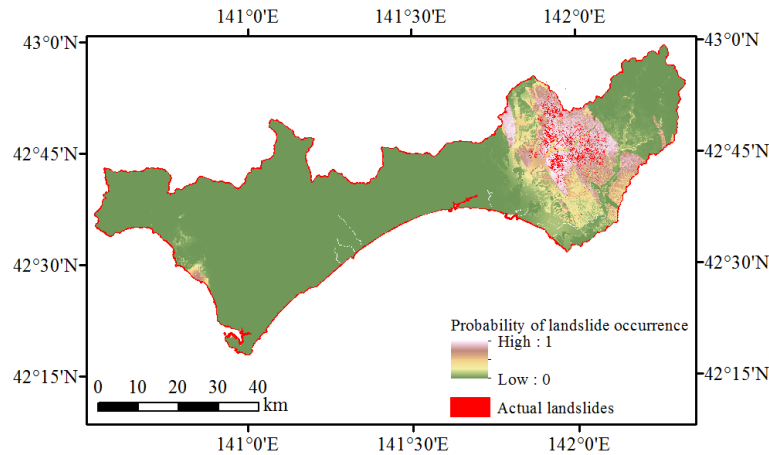 141°0'E 141°30'E 142°0'E
43°0'N 43°0'N
42°45'N 42°45'N
42°30'N 42°30'N
Probability of landslide occurrence
High : 1
Low : 0
42°15'N 42°15'N
0 10 20 30 40
km
Actual landslides
141°0'E 141°30'E 142°0'E